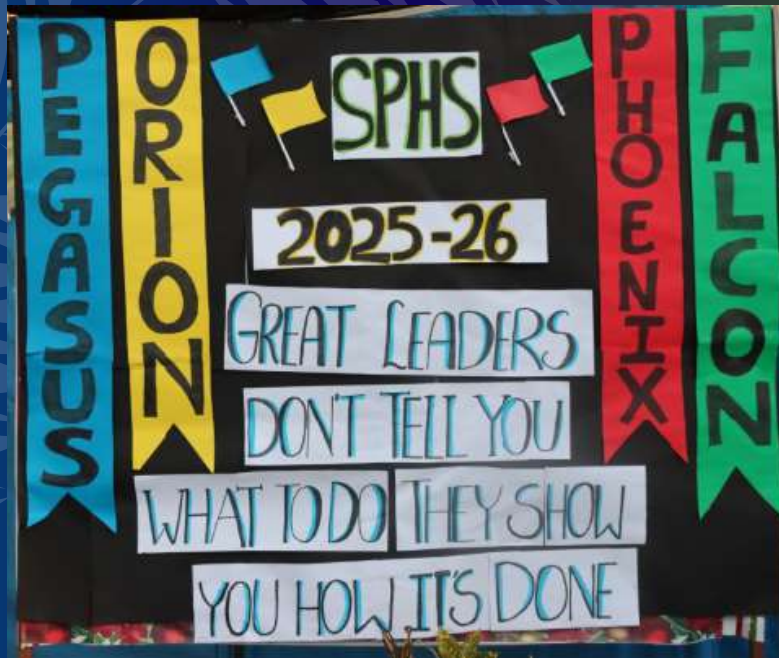 PEGASUS
ORION
SPHS
PHOENIX
FALCON
2025-26
GREAT LEADERS
DON'T TELL YOU
WHAT TO DO THEY SHOW
YOU HOW IT'S DONE